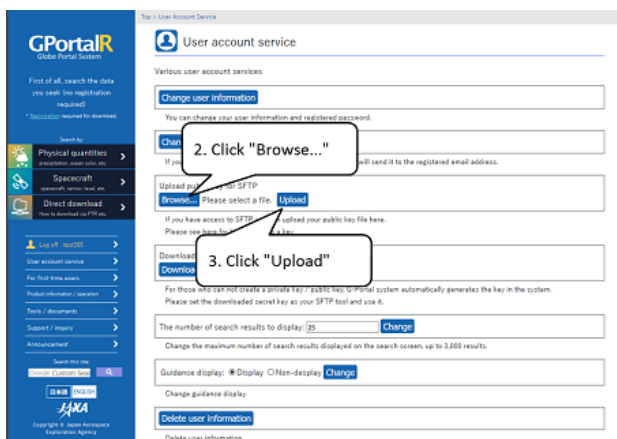 Top > User Account Service
GPortalR
Globe Portal System
First of all, search the data
you seek (no registration
required)
* Registration required for download.
Search by:
Physical quantities
precipitation, ocean color, etc.
Spacecraft
spacecraft, sensor, level, etc.
Direct download
How to download via FTP, etc.
Log off : test205
User account service
For first-time users
Product information / operation
Tools / documents
Support / inquiry
Announcement
Search this site:
Google Custom Sear
日本語 ENGLISH
JAXA
Copyright © Japan Aerospace
Exploration Agency
User account service
Various user account services
Change user information
You can change your user information and registered password.
Chan
If you will send it to the registered email address.
2. Click "Browse..."
Upload pu y for SFTP
Browse... Please select a file. Upload
If you have access to SFTP upload your public key file here.
Please see here for a key
3. Click "Upload"
Download
Downloa
For those who can not create a private key / public key, G-Portal system automatically generates the key in the system.
Please set the downloaded secret key as your SFTP tool and use it.
The number of search results to display: 25 Change
Change the maximum number of search results displayed on the search screen, up to 3,000 results.
Guidance display: Display Non-desplay Change
Change guidance display
Delete user information
Delete user information